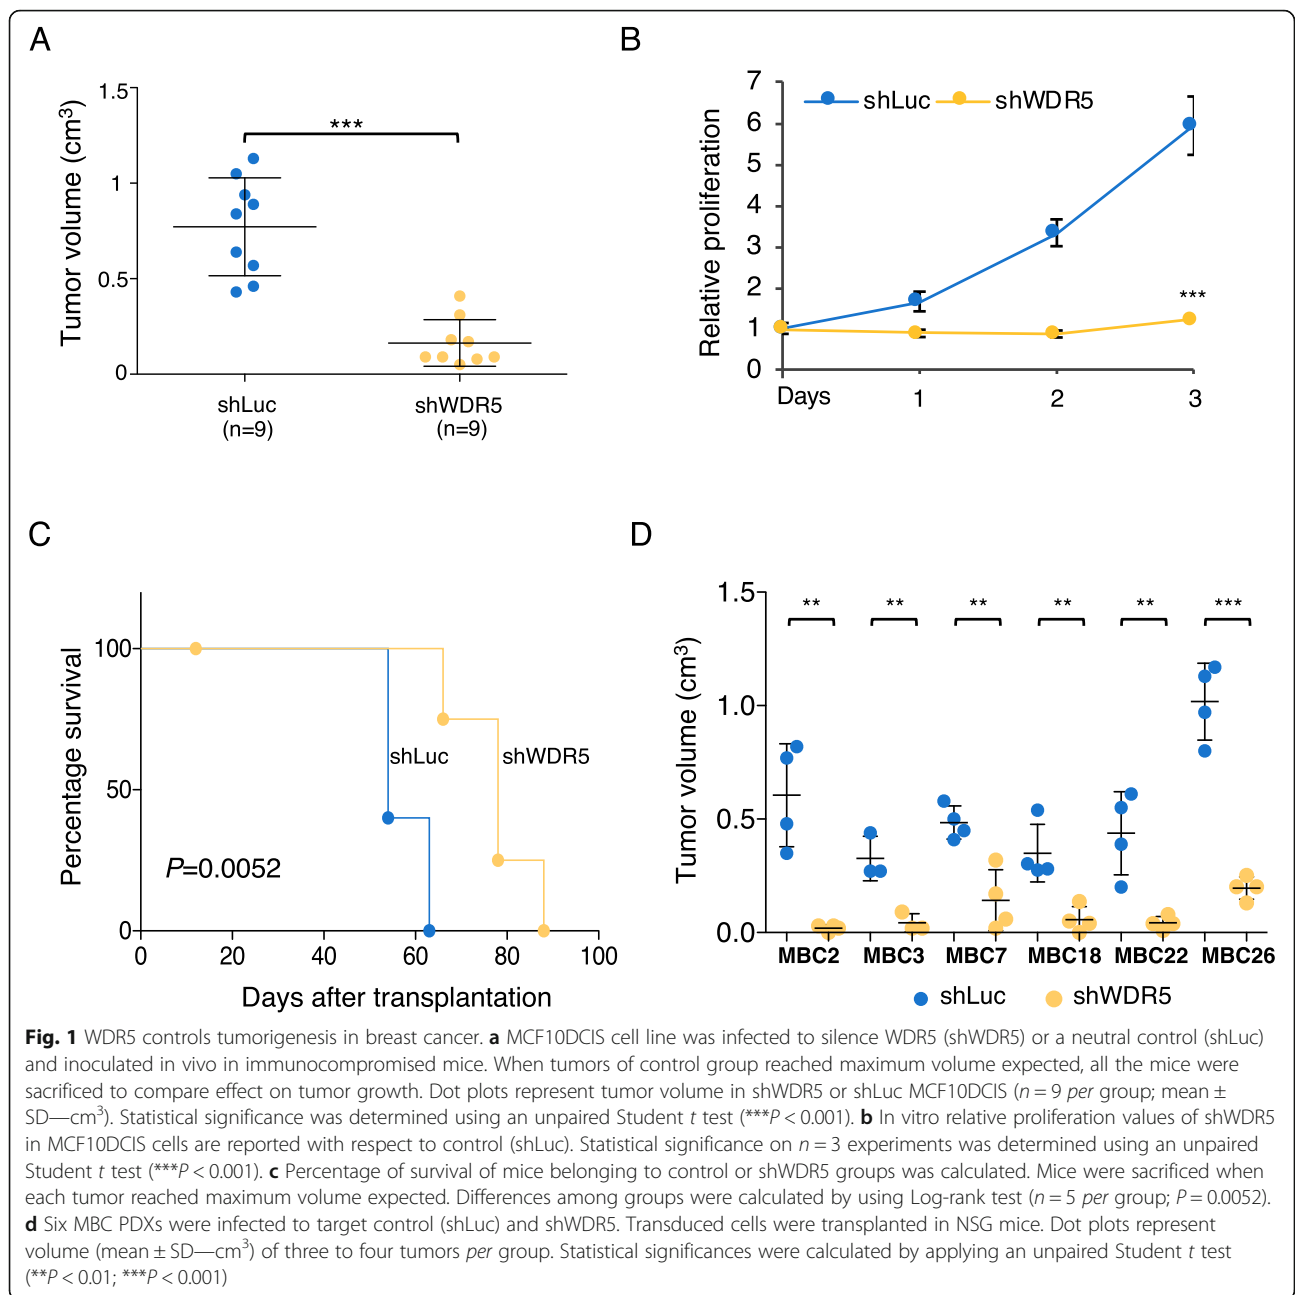 A
1.5
1
0.5
0
Tumor volume (cm³)
***
shLuc
(n=9)
shWDR5
(n=9)
B
7
6
5
4
3
2
1
0
Relative proliferation
shLuc
shWDR5
***
Days
1
2
3
C
100
50
0
Percentage survival
shLuc
shWDR5
P=0.0052
0
20
40
60
80
100
Days after transplantation
D
1.5
1.0
0.5
0.0
Tumor volume (cm³)
**
**
**
**
**
***
MBC2
MBC3
MBC7
MBC18
MBC22
MBC26
shLuc
shWDR5
Fig. 1 WDR5 controls tumorigenesis in breast cancer. a MCF10DCIS cell line was infected to silence WDR5 (shWDR5) or a neutral control (shLuc)
and inoculated in vivo in immunocompromised mice. When tumors of control group reached maximum volume expected, all the mice were
sacrificed to compare effect on tumor growth. Dot plots represent tumor volume in shWDR5 or shLuc MCF10DCIS (n = 9 per group; mean ±
SD—cm³). Statistical significance was determined using an unpaired Student t test (***P < 0.001). b In vitro relative proliferation values of shWDR5
in MCF10DCIS cells are reported with respect to control (shLuc). Statistical significance on n = 3 experiments was determined using an unpaired
Student t test (***P < 0.001). c Percentage of survival of mice belonging to control or shWDR5 groups was calculated. Mice were sacrificed when
each tumor reached maximum volume expected. Differences among groups were calculated by using Log-rank test (n = 5 per group; P = 0.0052).
d Six MBC PDXs were infected to target control (shLuc) and shWDR5. Transduced cells were transplanted in NSG mice. Dot plots represent
volume (mean ± SD—cm³) of three to four tumors per group. Statistical significances were calculated by applying an unpaired Student t test
(**P < 0.01; ***P < 0.001)